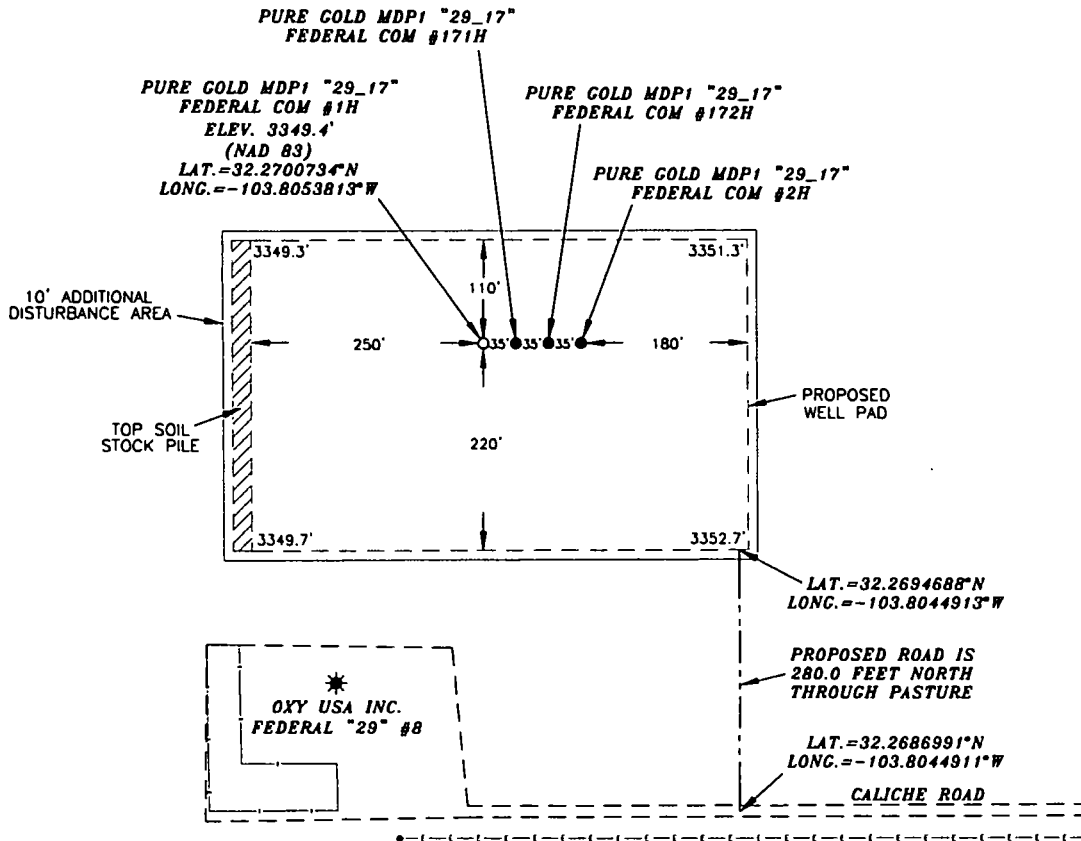 PURE GOLD MDP1 "29_17"
FEDERAL COM #171H
PURE GOLD MDP1 "29_17"
FEDERAL COM #1H
ELEV. 3349.4'
(NAD 83)
LAT.=32.2700734°N
LONG.=-103.8053813°W
PURE GOLD MDP1 "29_17"
FEDERAL COM #172H
PURE GOLD MDP1 "29_17"
FEDERAL COM #2H
3349.3'
3351.3'
10' ADDITIONAL
DISTURBANCE AREA
110'
250'
35'
35'
35'
180'
TOP SOIL
STOCK PILE
PROPOSED
WELL PAD
220'
3349.7'
3352.7'
LAT.=32.2694688°N
LONG.=-103.8044913°W
PROPOSED ROAD IS
280.0 FEET NORTH
THROUGH PASTURE
OXY USA INC.
FEDERAL "29" #8
LAT.=32.2686991°N
LONG.=-103.8044911°W
CALICHE ROAD